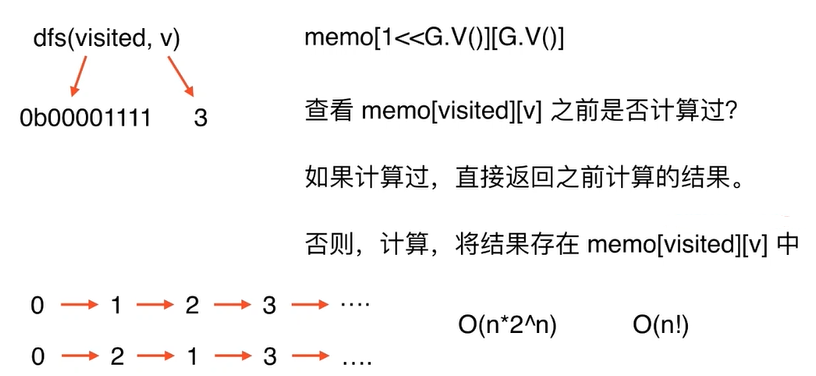 dfs(visited, v)
0b00001111 3
memo[1<<G.V()][G.V()]
查看 memo[visited][v] 之前是否计算过?
如果计算过，直接返回之前计算的结果。
否则，计算，将结果存在 memo[visited][v] 中
0 → 1 → 2 → 3 → ....
0 → 2 → 1 → 3 → ....
O(n*2^n) O(n!)